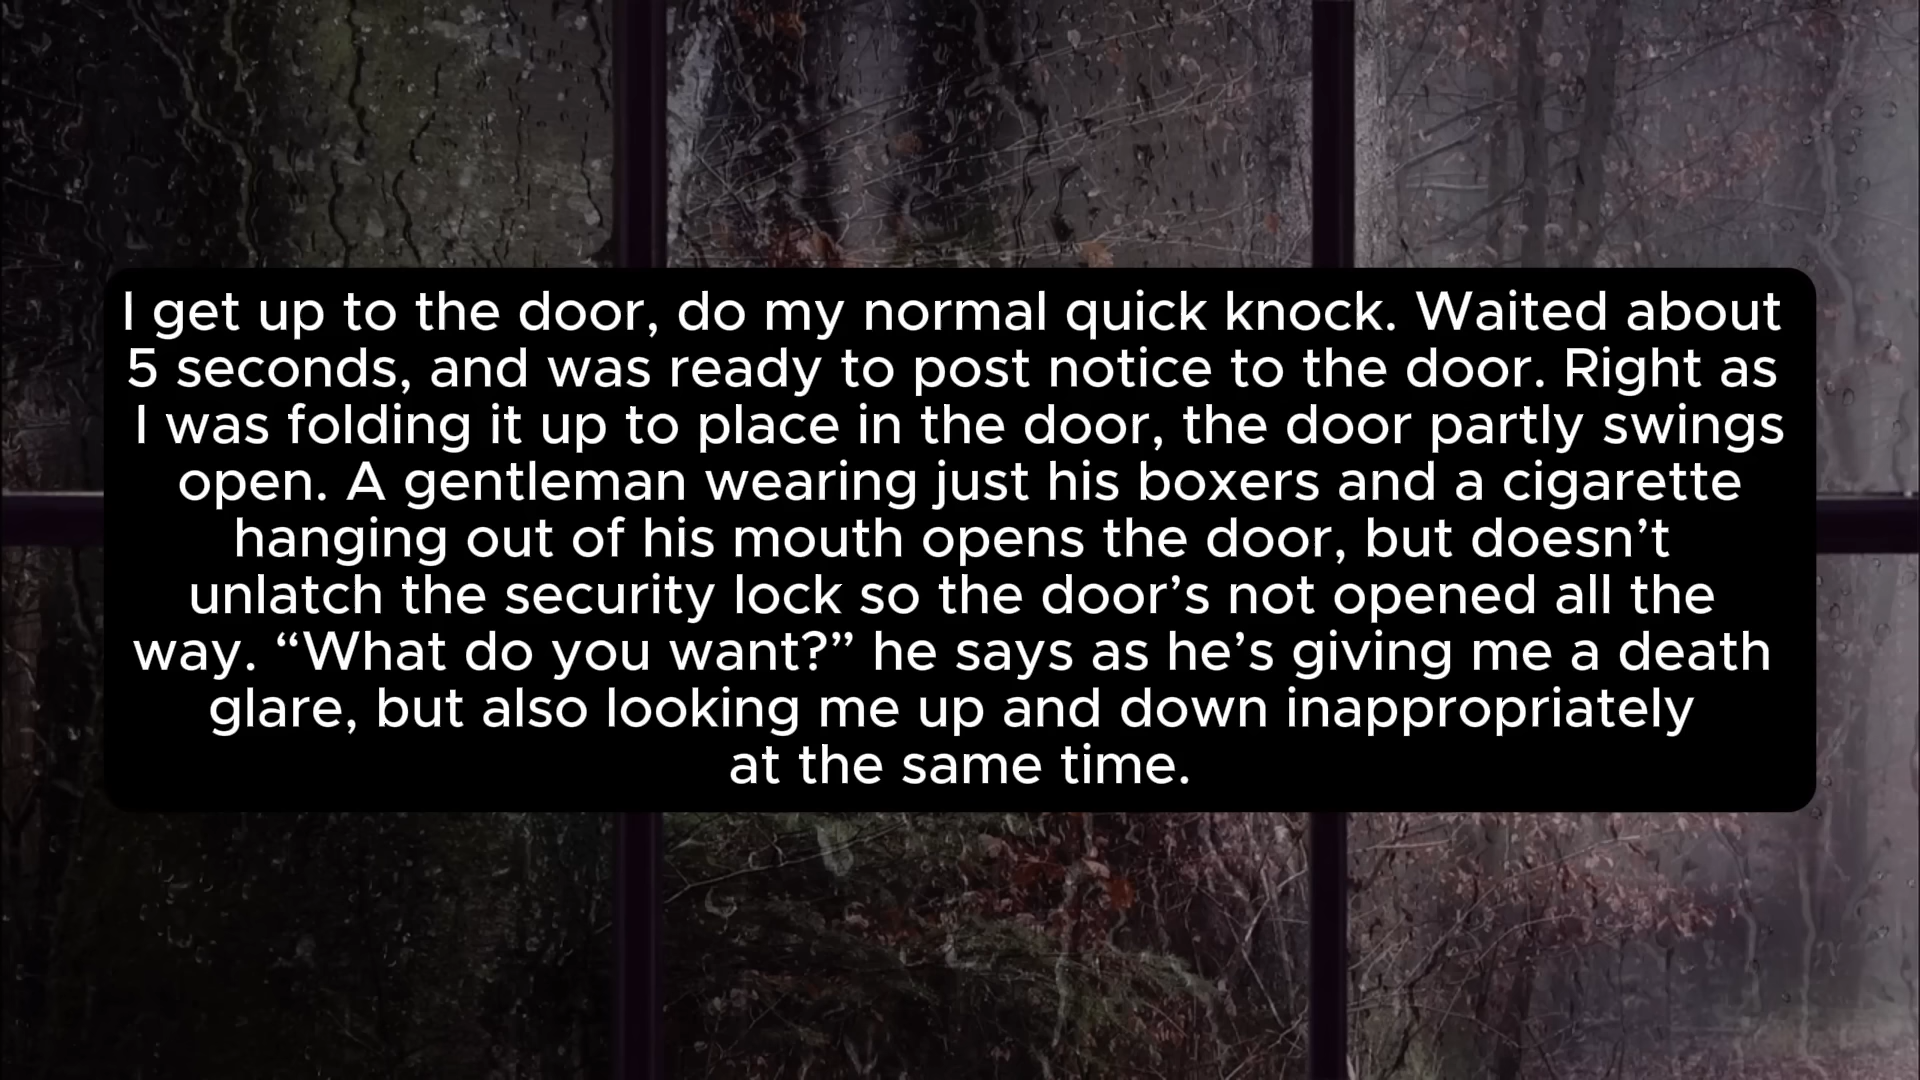 I get up to the door, do my normal quick knock. Waited about
5 seconds, and was ready to post notice to the door. Right as
I was folding it up to place in the door, the door partly swings
open. A gentleman wearing just his boxers and a cigarette
hanging out of his mouth opens the door, but doesn’t
unlatch the security lock so the door’s not opened all the
way. “What do you want?” he says as he’s giving me a death
glare, but also looking me up and down inappropriately
at the same time.